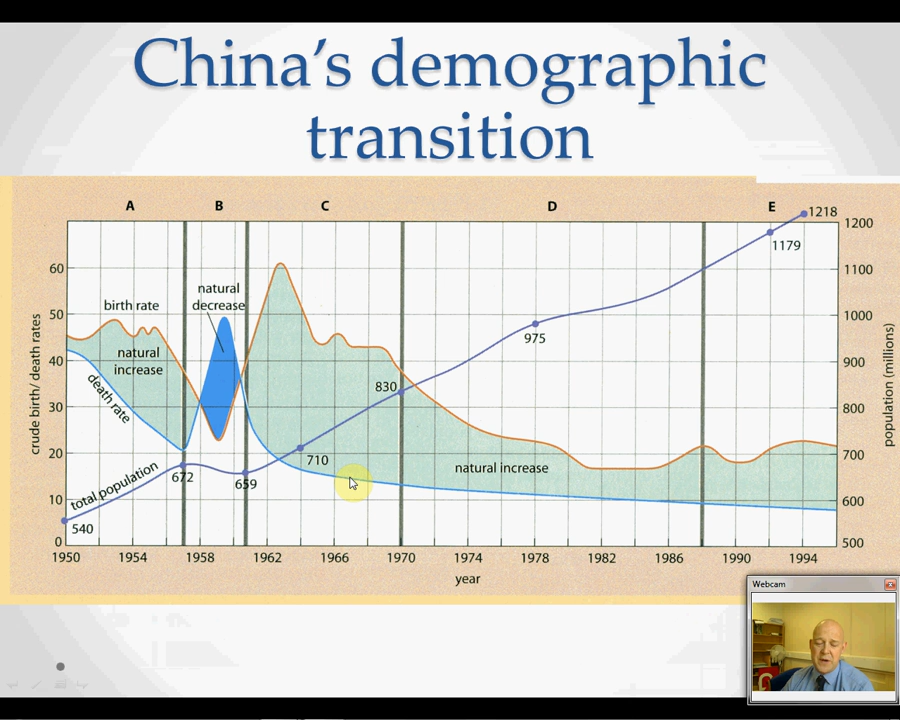 China's demographic
transition
A B C D E
1218
1200
1179
60
1100
natural
decrease
birth rate
50
1000
975
natural
increase
crude birth/ death rates
population (millions)
40
900
death rate
830
30
800
20
700
natural increase
710
total population
672
659
10
600
540
0
500
1950 1954 1958 1962 1966 1970 1974 1978 1982 1986 1990 1994
year
Webcam